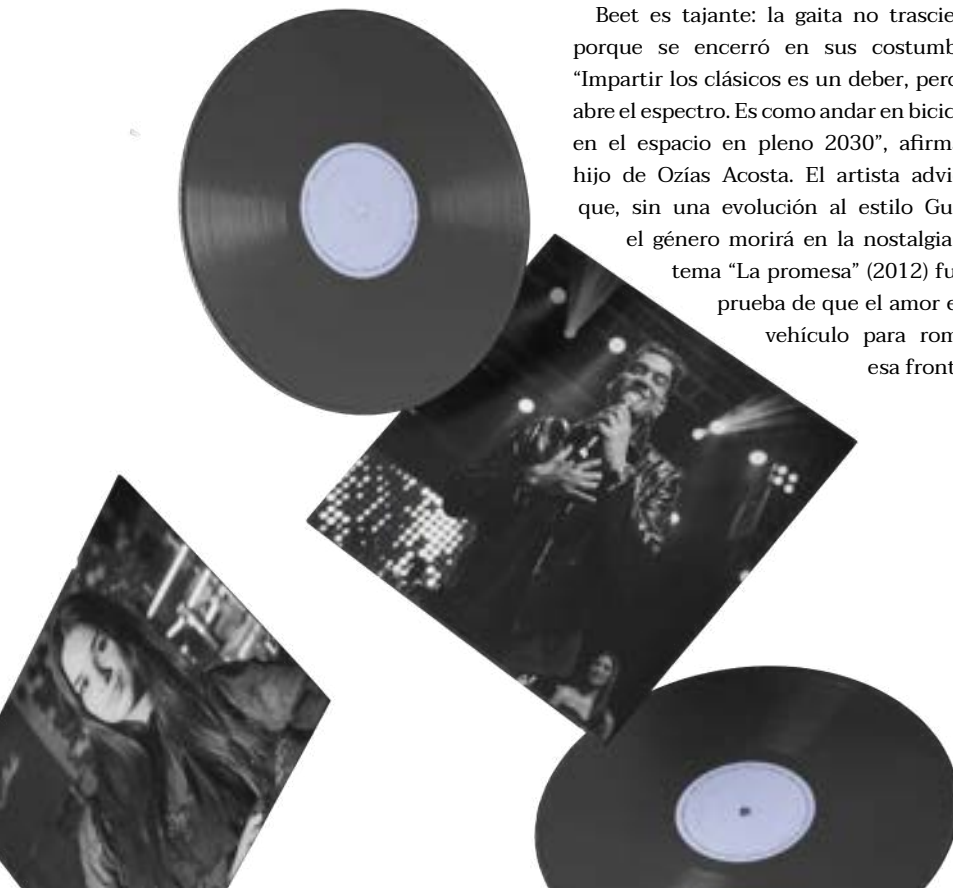 Beet es tajante: la gaita no trascie
porque se encerró en sus costumb
“Impartir los clásicos es un deber, pero
abre el espectro. Es como andar en bicic
en el espacio en pleno 2030”, afirm
hijo de Ozías Acosta. El artista advi
que, sin una evolución al estilo Gu
el género morirá en la nostalgia
tema “La promesa” (2012) fu
prueba de que el amor e
vehículo para rom
esa front